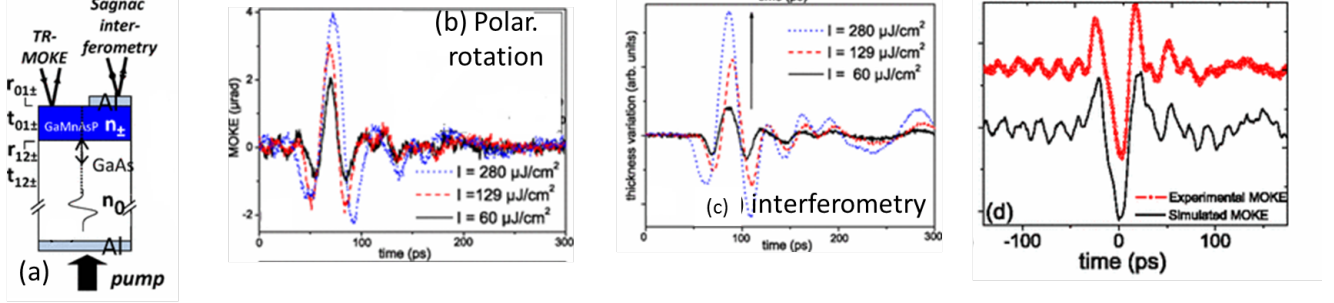 Sagnac
inter-
ferometry
TR-
MOKE
r01±
t01±
r12±
t12±
Al
GaMnAsP n±
GaAs
n0
Al
(a)
pump
(b) Polar.
rotation
MOKE (μrad)
4
2
0
-2
I = 280 μJ/cm²
I =129 μJ/cm²
I = 60 μJ/cm²
0 100 200 300
time (ps)
thickness variation (arb. units)
I = 280 μJ/cm²
I = 129 μJ/cm²
I = 60 μJ/cm²
(c) interferometry
0 100 200 300
time (ps)
(d)
Experimental MOKE
Simulated MOKE
-100 0 100
time (ps)